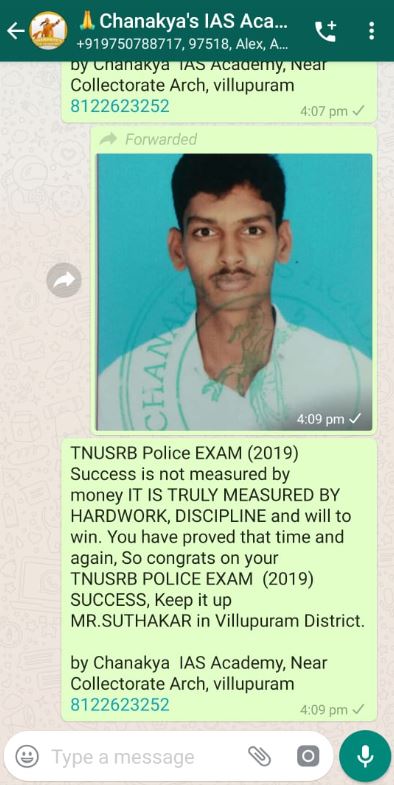 🙏 Chanakya's IAS Aca...
+919750788717, 97518, Alex, A...
by Chanakya IAS Academy, Near
Collectorate Arch, villupuram
8122623252
4:07 pm
Forwarded
CHANAK
ACA
4:09 pm
TNUSRB Police EXAM (2019)
Success is not measured by
money IT IS TRULY MEASURED BY
HARDWORK, DISCIPLINE and will to
win. You have proved that time and
again, So congrats on your
TNUSRB POLICE EXAM (2019)
SUCCESS, Keep it up
MR.SUTHAKAR in Villupuram District.
by Chanakya IAS Academy, Near
Collectorate Arch, villupuram
8122623252
4:09 pm
Type a message